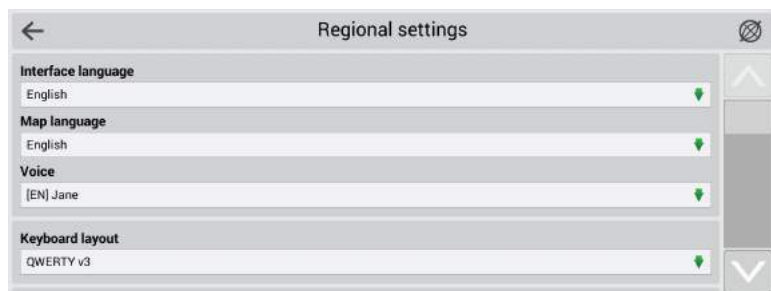 Regional settings
Interface language
English
Map language
English
Voice
[EN] Jane
Keyboard layout
QWERTY v3